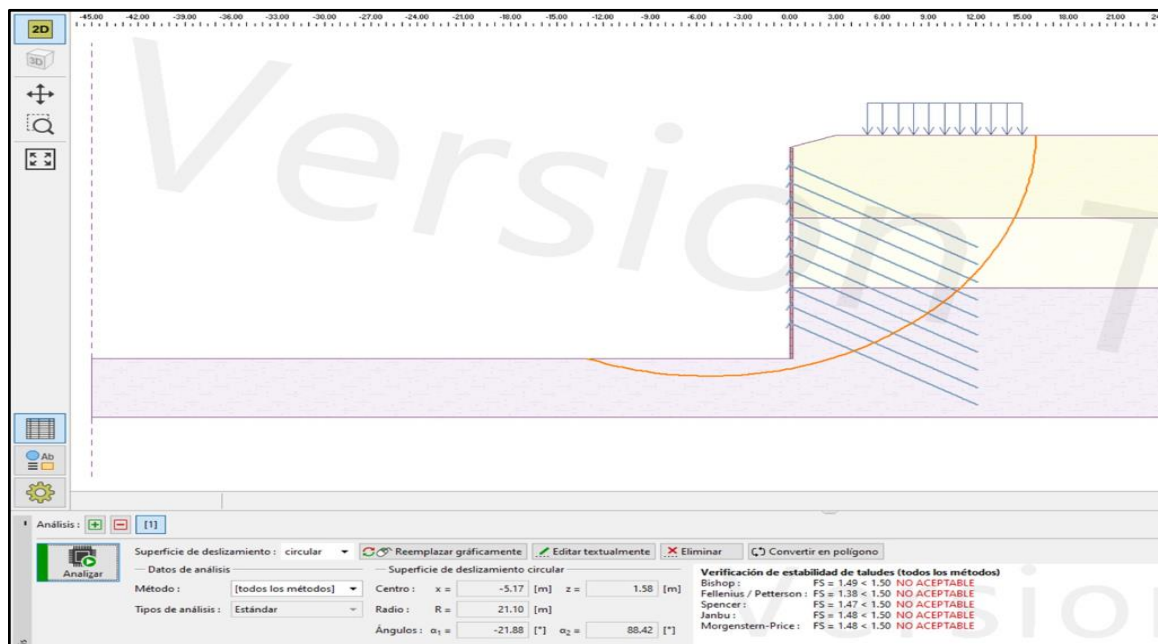 -45.00 -42.00 -39.00 -36.00 -33.00 -30.00 -27.00 -24.00 -21.00 -18.00 -15.00 -12.00 -9.00 -6.00 -3.00 0.00 3.00 6.00 9.00 12.00 15.00 18.00 21.00
2D
3D
Version T
Ab
Análisis : [1]
Analizar
Superficie de deslizamiento : circular Reemplazar gráficamente Editar textualmente Eliminar Convertir en polígono
Datos de análisis
Método : [todos los métodos]
Tipos de análisis : Estándar
Superficie de deslizamiento circular
Centro : x = -5.17 [m] z = 1.58 [m]
Radio : R = 21.10 [m]
Ángulos : α1 = -21.88 [°] α2 = 88.42 [°]
Verificación de estabilidad de taludes (todos los métodos)
Bishop : FS = 1.49 < 1.50 NO ACEPTABLE
Fellenius / Petterson : FS = 1.38 < 1.50 NO ACEPTABLE
Spencer : FS = 1.47 < 1.50 NO ACEPTABLE
Janbu : FS = 1.48 < 1.50 NO ACEPTABLE
Morgenstern-Price : FS = 1.48 < 1.50 NO ACEPTABLE
Version